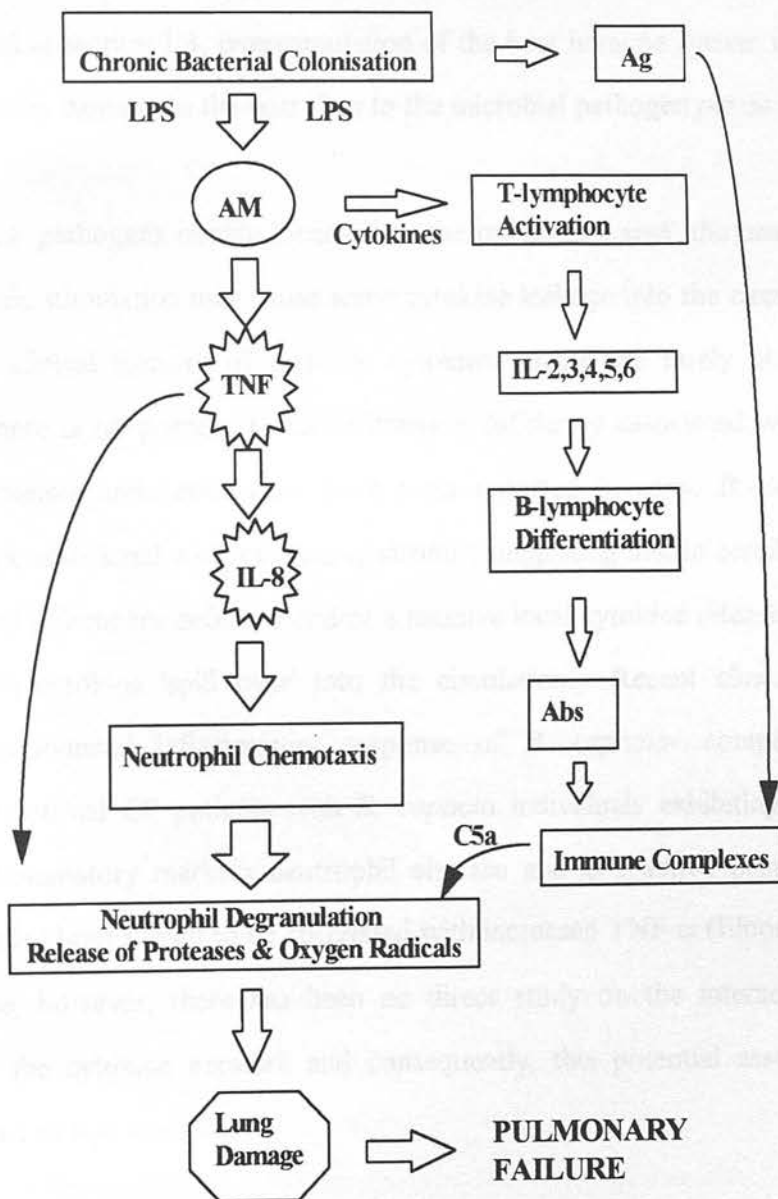 Chronic Bacterial Colonisation
Ag
LPS
LPS
AM
Cytokines
T-lymphocyte
Activation
TNF
IL-2,3,4,5,6
IL-8
B-lymphocyte
Differentiation
Abs
Neutrophil Chemotaxis
C5a
Immune Complexes
Neutrophil Degranulation
Release of Proteases & Oxygen Radicals
Lung
Damage
PULMONARY
FAILURE